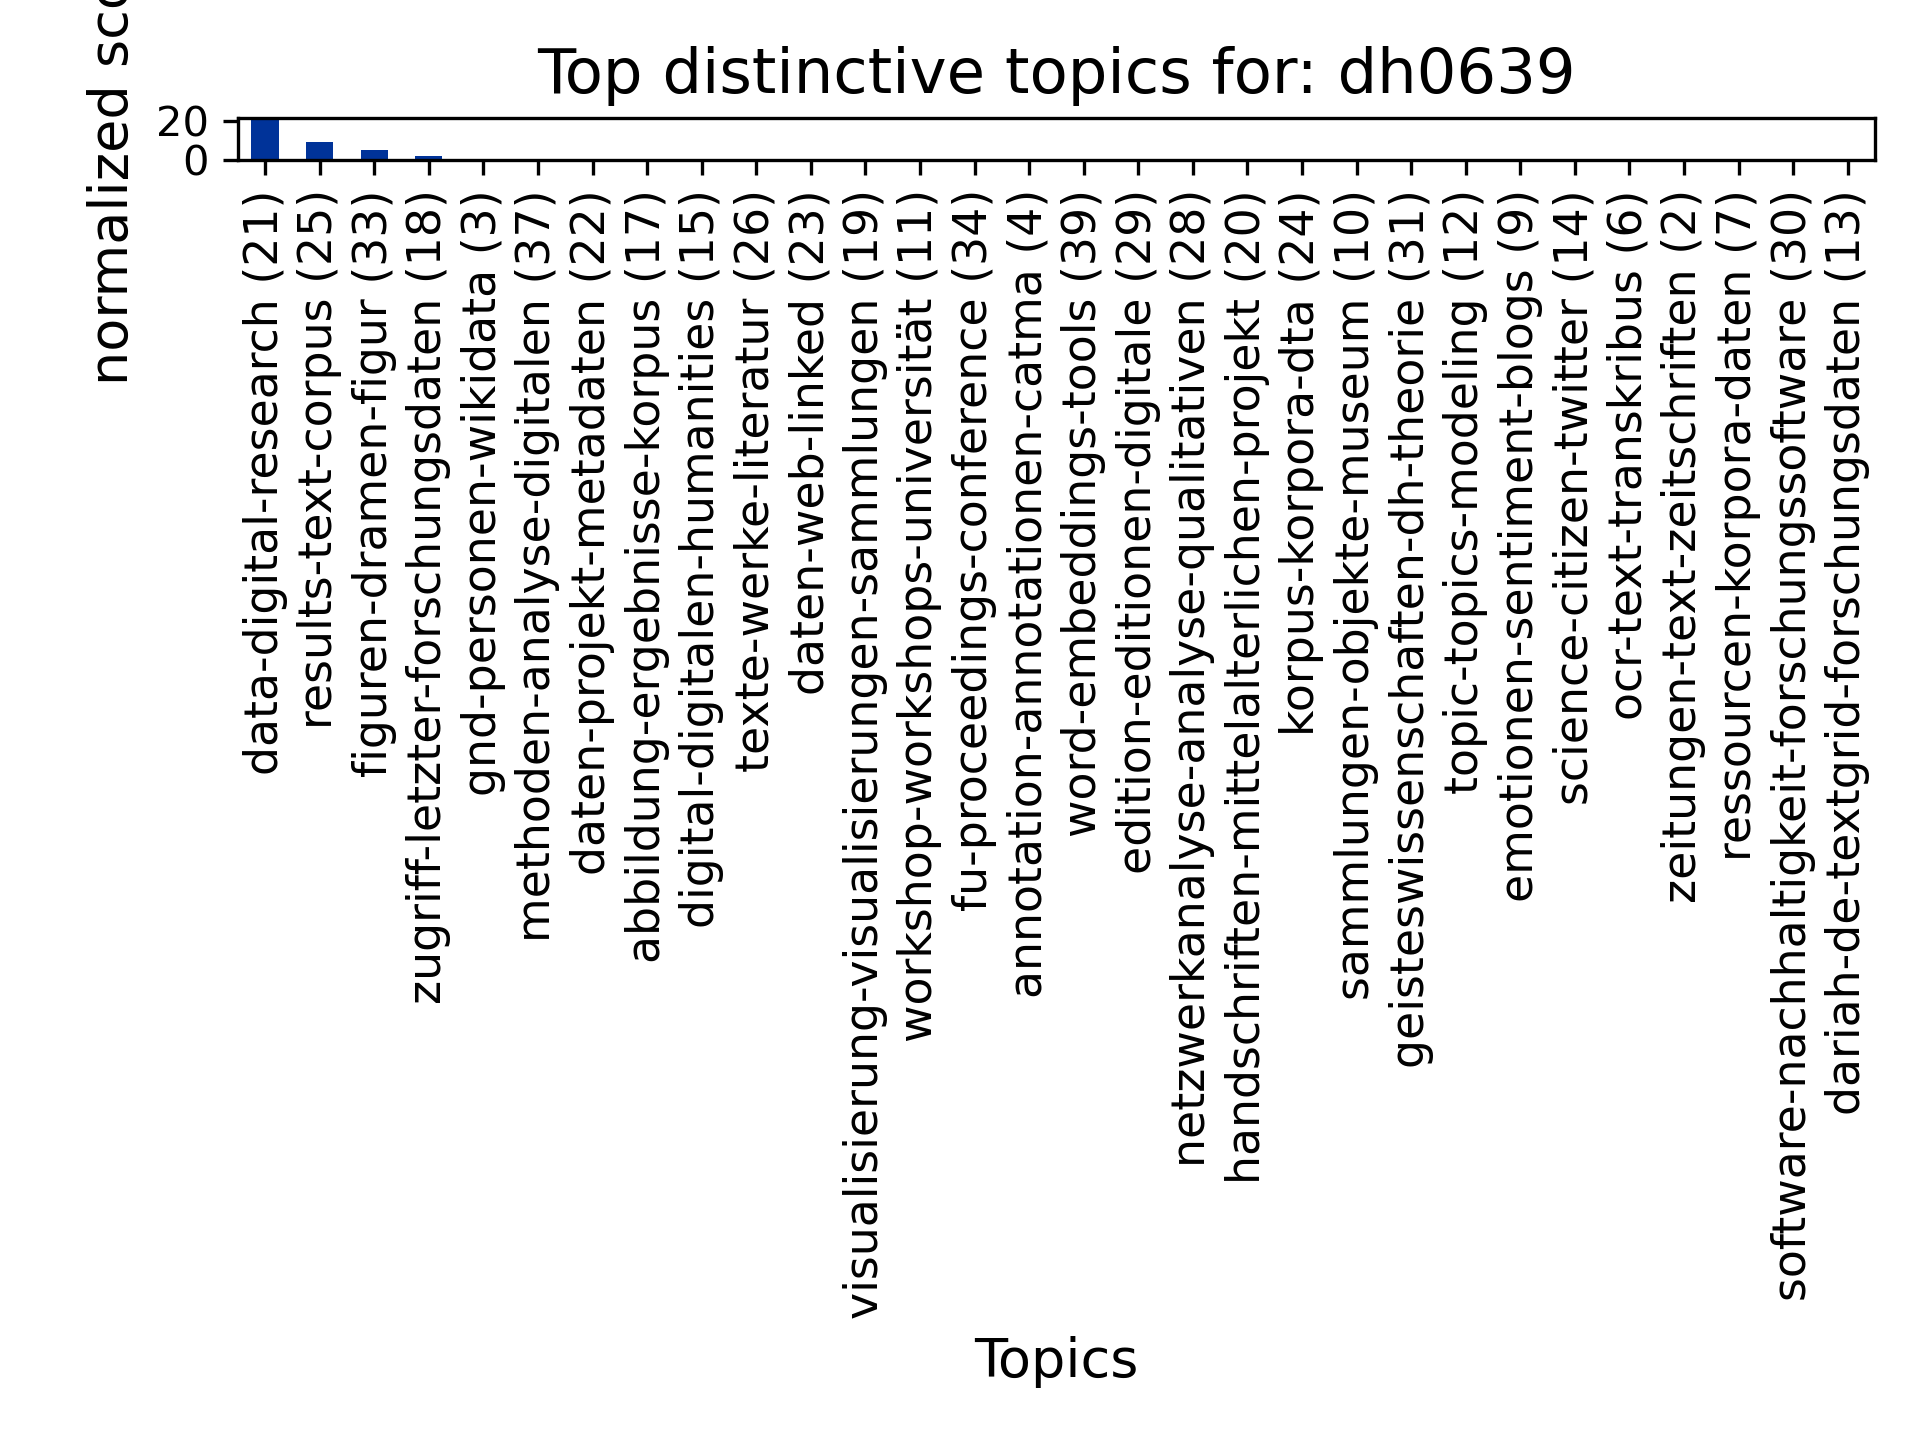 Top distinctive topics for: dh0639
normalized
20
0
data-digital-research (21)
results-text-corpus (25)
figuren-dramen-figur (33)
zugriff-letzter-forschungsdaten (18)
gnd-personen-wikidata (3)
methoden-analyse-digitalen (37)
daten-projekt-metadaten (22)
abbildung-ergebnisse-korpus (17)
digital-digitalen-humanities (15)
texte-werke-literatur (26)
daten-web-linked (23)
visualisierung-visualisierungen-sammlungen (19)
workshop-workshops-universität (11)
fu-proceedings-conference (34)
annotation-annotationen-catma (4)
word-embeddings-tools (39)
edition-editionen-digitale (29)
netzwerkanalyse-analyse-qualitativen (28)
handschriften-mittelalterlichen-projekt (20)
korpus-korpora-dta (24)
sammlungen-objekte-museum (10)
geisteswissenschaften-dh-theorie (31)
topic-topics-modeling (12)
emotionen-sentiment-blogs (9)
science-citizen-twitter (14)
ocr-text-transkribus (6)
zeitungen-text-zeitschriften (2)
ressourcen-korpora-daten (7)
software-nachhaltigkeit-forschungssoftware (30)
dariah-de-textgrid-forschungsdaten (13)
Topics